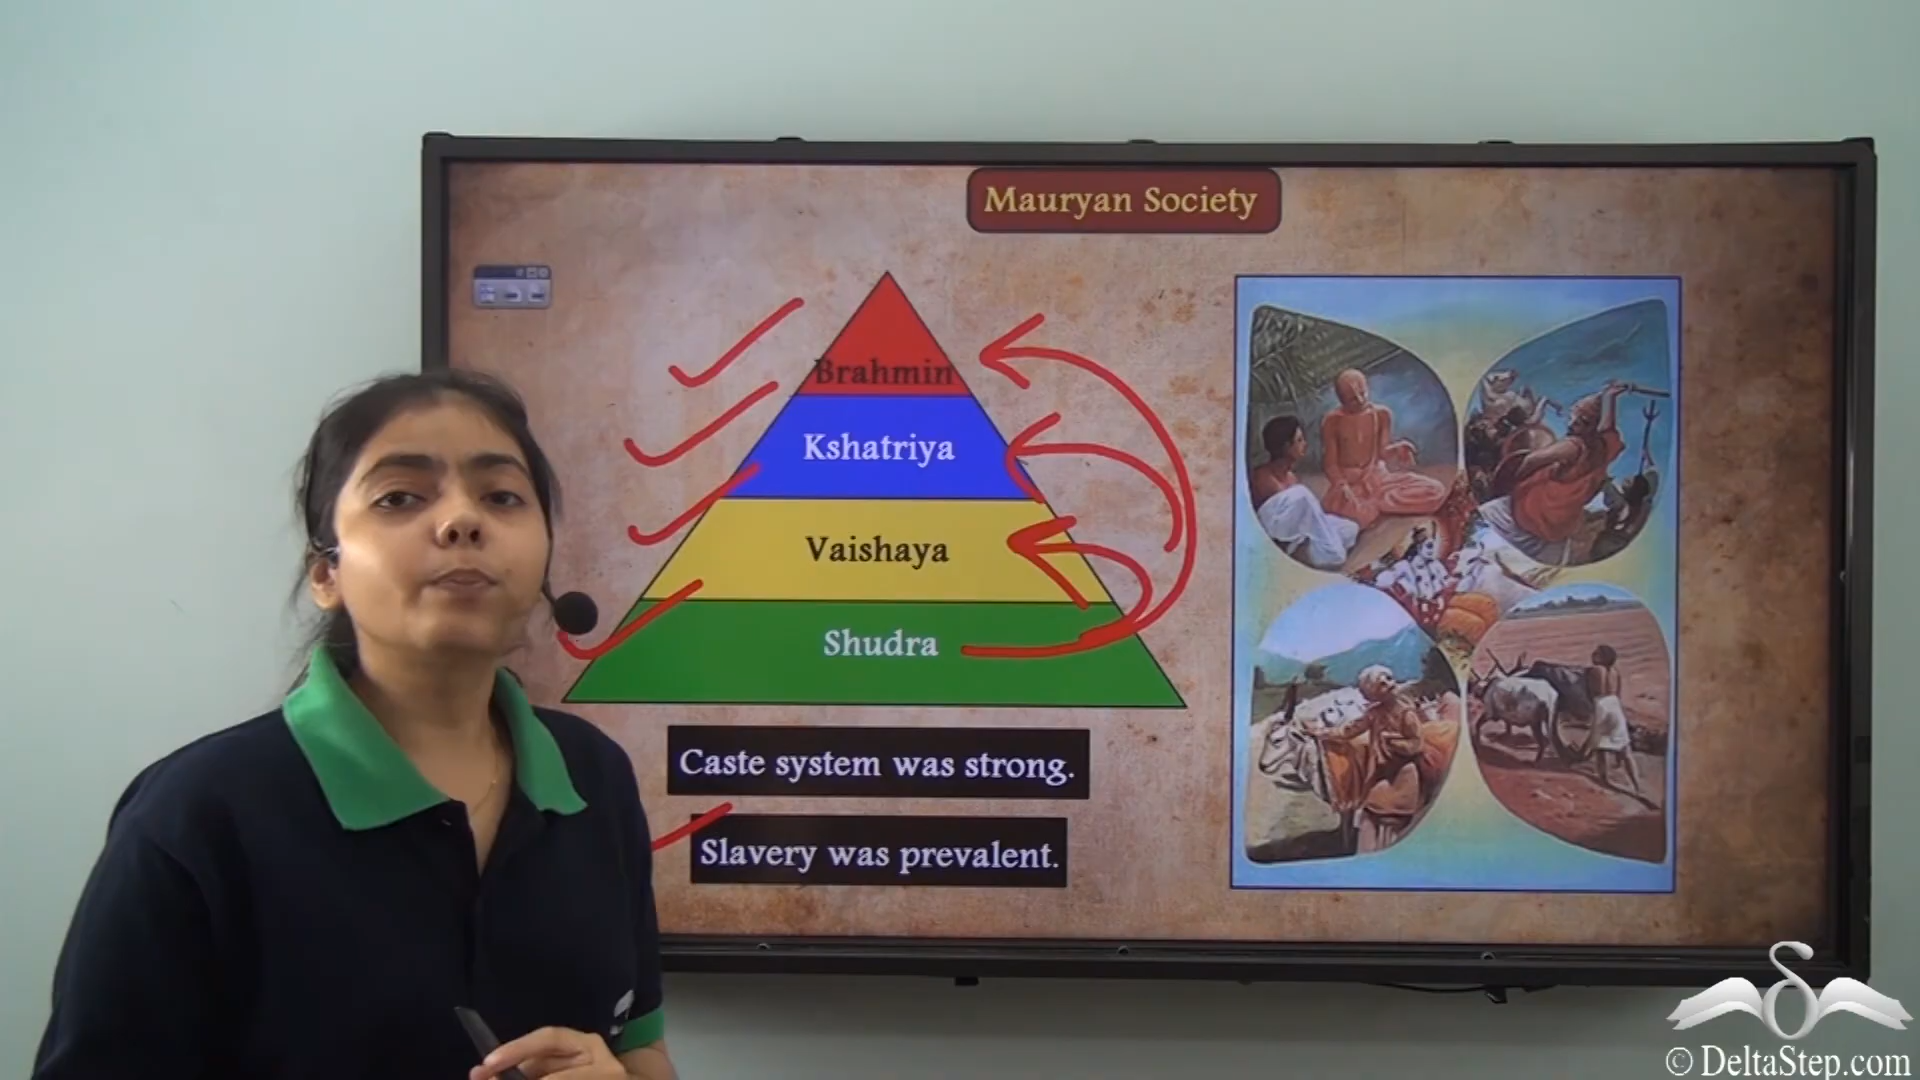 Mauryan Society
Brahmin
Kshatriya
Vaishaya
Shudra
Caste system was strong.
Slavery was prevalent.
© DeltaStep.com